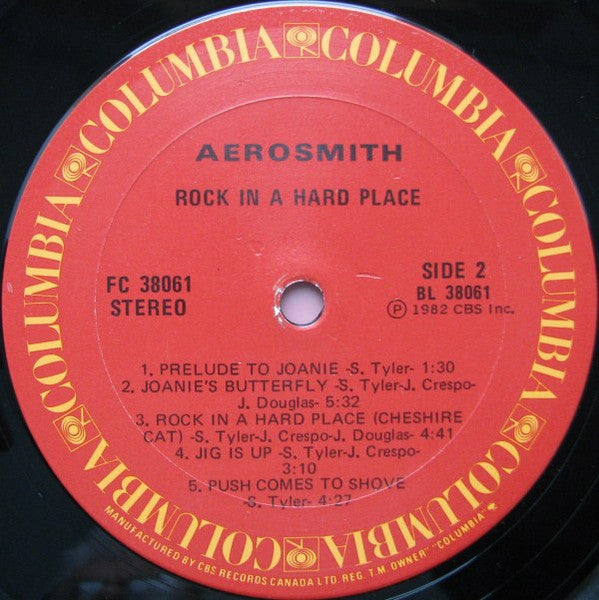 AEROSMITH
ROCK IN A HARD PLACE
FC 38061
STEREO
SIDE 2
BL 38061
Ⓟ 1982 CBS Inc.
1. PRELUDE TO JOANIE -S. Tyler- 1:30
2. JOANIE'S BUTTERFLY -S. Tyler-J. Crespo-
J. Douglas- 5:32
3. ROCK IN A HARD PLACE (CHESHIRE
CAT) -S. Tyler-J. Crespo-J. Douglas- 4:41
4. JIG IS UP -S. Tyler-J. Crespo-
3:10
5. PUSH COMES TO SHOVE
-S. Tyler- 4:27
COLUMBIA COLUMBIA COLUMBIA COLUMBIA COLUMBIA COLUMBIA
MANUFACTURED BY CBS RECORDS CANADA LTD. REG. T.M. OWNER "COLUMBIA"